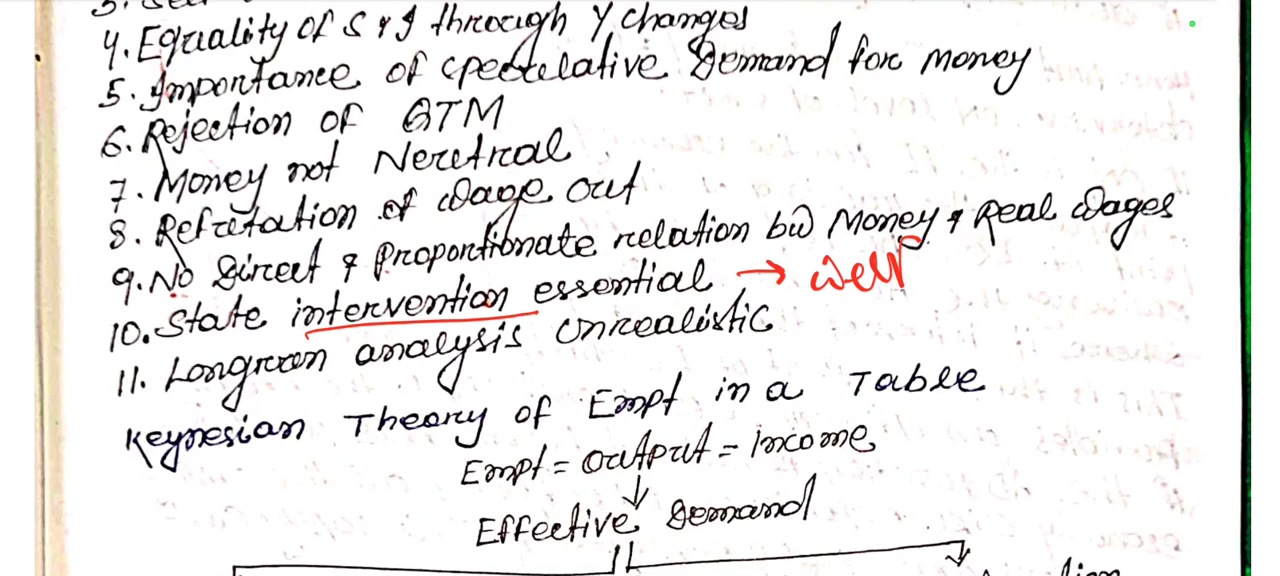 4. Equality of S & I through Y changes
5. Importance of Speculative Demand for Money
6. Rejection of QTM
7. Money not Neutral
8. Refutation of wage cut
9. No Direct & Proportionate relation b/w Money & Real wages
10. State intervention essential → welf
11. Longrun analysis unrealistic
Keynesian Theory of Empt in a Table
Empt = output = income
Effective Demand